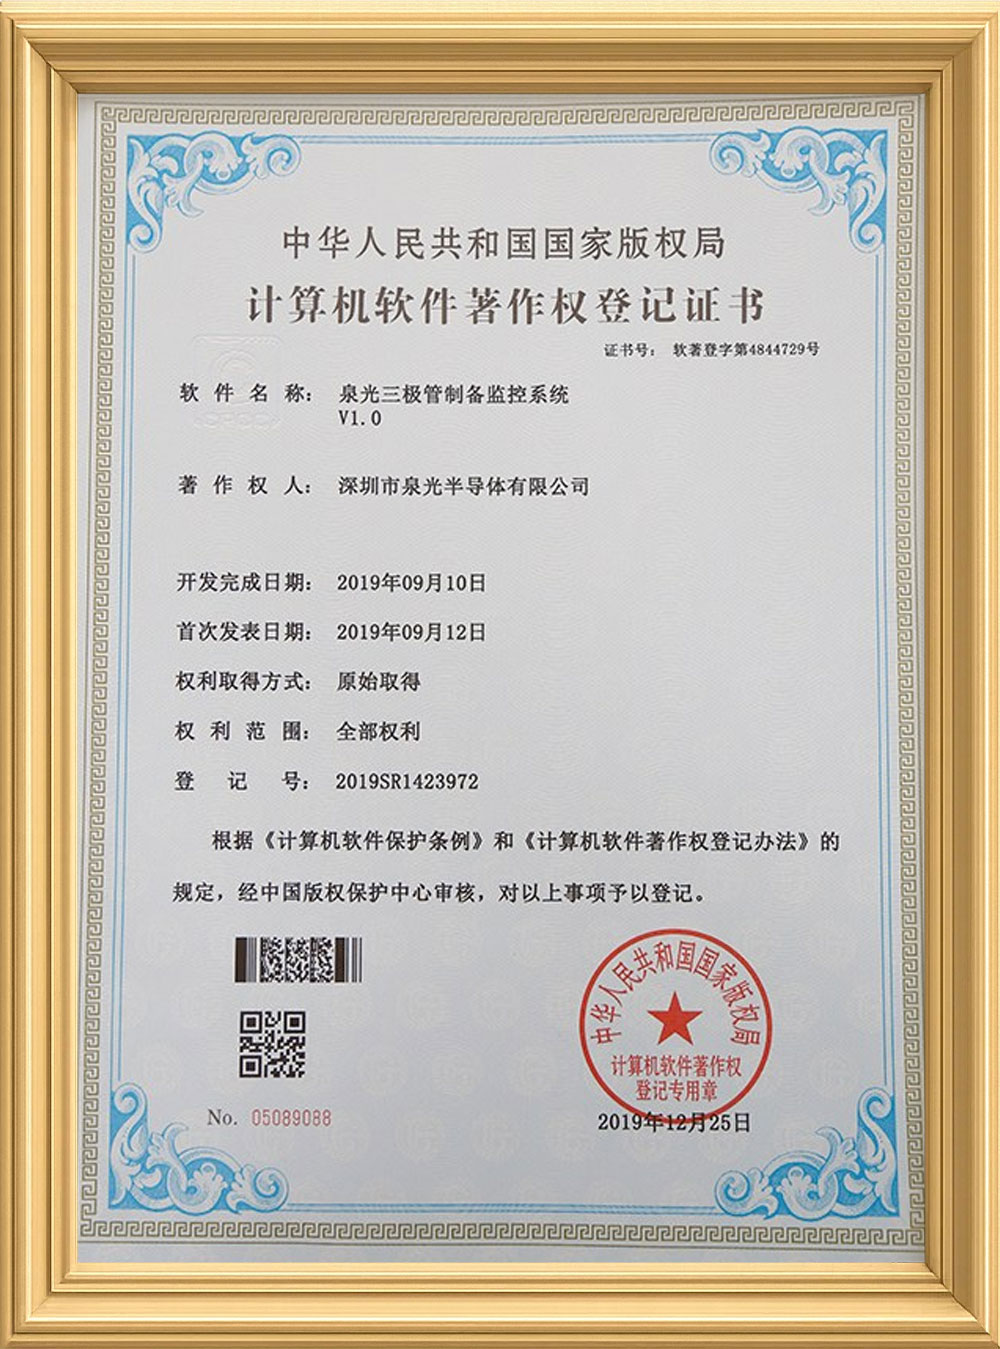 中华人民共和国国家版权局
计算机软件著作权登记证书
证书号： 软著登字第4844729号
软件名称： 泉光三极管制备监控系统
V1.0
著作权人： 深圳市泉光半导体有限公司
开发完成日期： 2019年09月10日
首次发表日期： 2019年09月12日
权利取得方式： 原始取得
权利范围： 全部权利
登记号： 2019SR1423972
根据《计算机软件保护条例》和《计算机软件著作权登记办法》的
规定，经中国版权保护中心审核，对以上事项予以登记。
中华人民共和国国家版权局
计算机软件著作权
登记专用章
No. 05089088
2019年12月25日